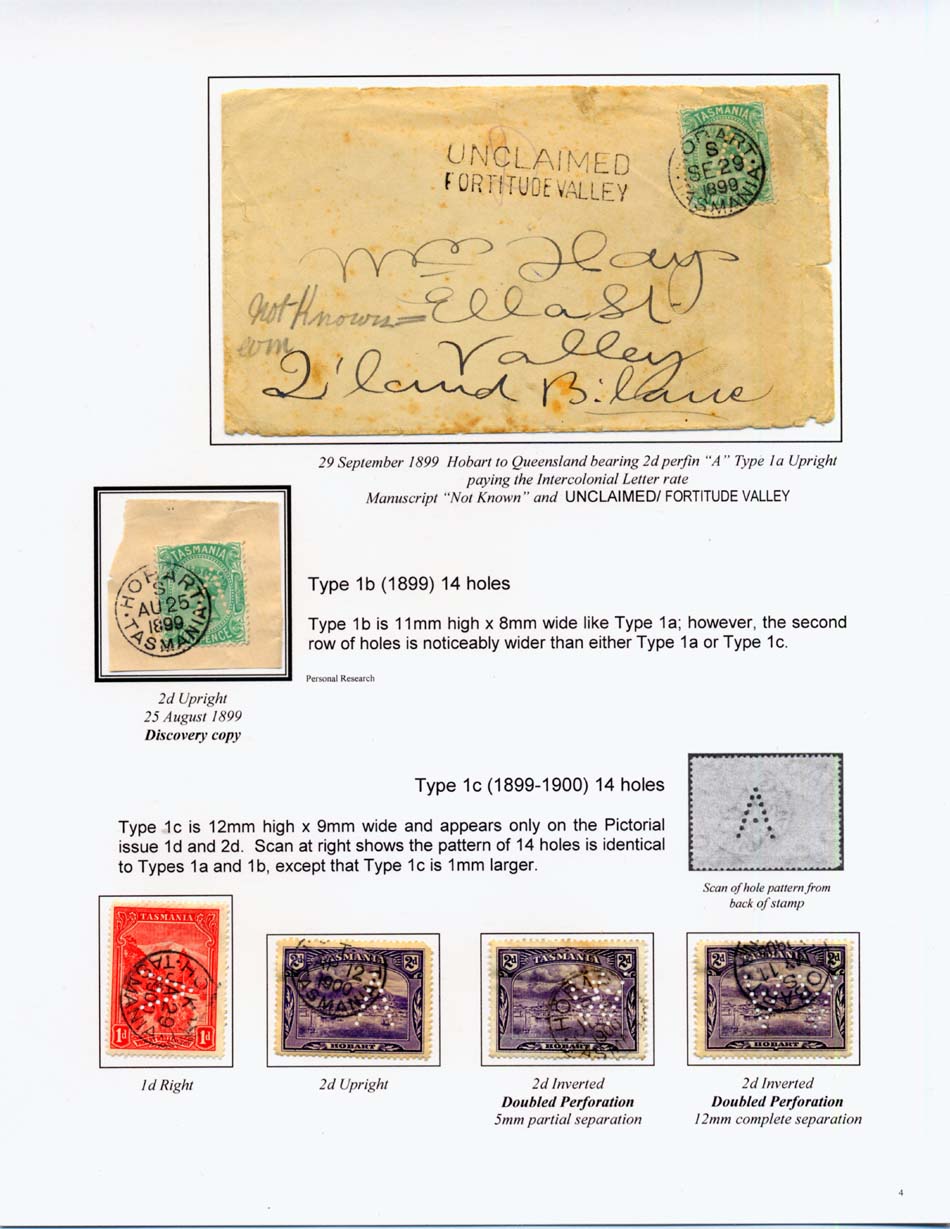 UNCLAIMED
FORTITUDE VALLEY
TASMANIA
HOBART
S
SE 29
1899
TASMANIA
Mrs Hays
Not Known
Ella St
Valley
Q'land
29 September 1899 Hobart to Queensland bearing 2d perfin “A” Type 1a Upright
paying the Intercolonial Letter rate
Manuscript “Not Known” and UNCLAIMED/ FORTITUDE VALLEY
TASMANIA
HOBART
S
AU 25
1899
TASMANIA
PENCE
2d Upright
25 August 1899
Discovery copy
Type 1b (1899) 14 holes
Type 1b is 11mm high x 8mm wide like Type 1a; however, the second
row of holes is noticeably wider than either Type 1a or Type 1c.
Personal Research
Type 1c (1899-1900) 14 holes
Type 1c is 12mm high x 9mm wide and appears only on the Pictorial
issue 1d and 2d. Scan at right shows the pattern of 14 holes is identical
to Types 1a and 1b, except that Type 1c is 1mm larger.
A
Scan of hole pattern from
back of stamp
TASMANIA
1d 1d
1d Right
2d 2d
12
1900
TASMANIA
HOBART
2d Upright
2d 2d
TASMANIA
HOBART
2d Inverted
Doubled Perforation
5mm partial separation
2d 2d
TASMANIA
HOBART
2d Inverted
Doubled Perforation
12mm complete separation
4